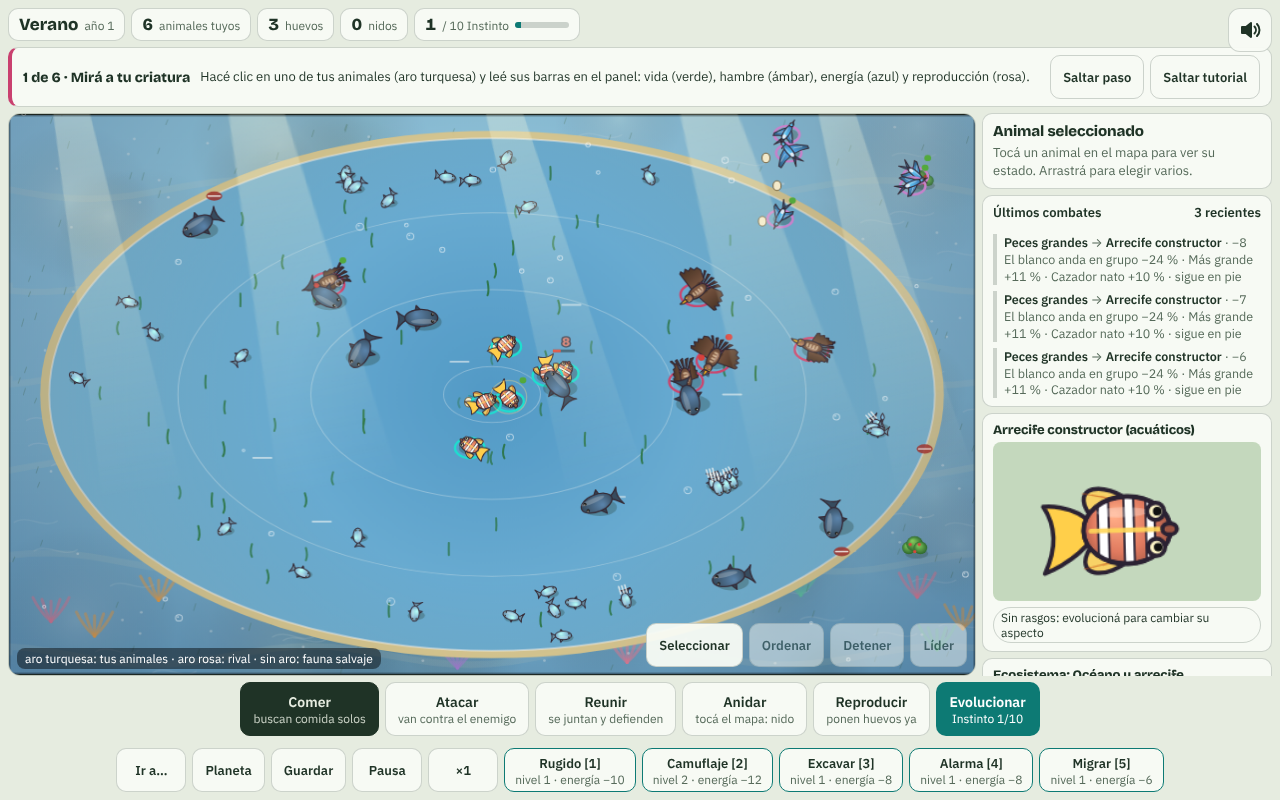 Verano año 1
6 animales tuyos
3 huevos
0 nidos
1 / 10 Instinto
1 de 6 · Mirá a tu criatura
Hacé clic en uno de tus animales (aro turquesa) y leé sus barras en el panel: vida (verde), hambre (ámbar), energía (azul) y reproducción (rosa).
Saltar paso
Saltar tutorial
8
aro turquesa: tus animales · aro rosa: rival · sin aro: fauna salvaje
Seleccionar
Ordenar
Detener
Líder
Animal seleccionado
Tocá un animal en el mapa para ver su
estado. Arrastrá para elegir varios.
Últimos combates
3 recientes
Peces grandes → Arrecife constructor · −8
El blanco anda en grupo −24 % · Más grande
+11 % · Cazador nato +10 % · sigue en pie
Peces grandes → Arrecife constructor · −7
El blanco anda en grupo −24 % · Más grande
+11 % · Cazador nato +10 % · sigue en pie
Peces grandes → Arrecife constructor · −6
El blanco anda en grupo −24 % · Más grande
+11 % · Cazador nato +10 % · sigue en pie
Arrecife constructor (acuáticos)
Sin rasgos: evolucioná para cambiar su
aspecto
Ecosistema: Océano y arrecife
Comer
buscan comida solos
Atacar
van contra el enemigo
Reunir
se juntan y defienden
Anidar
tocá el mapa: nido
Reproducir
ponen huevos ya
Evolucionar
Instinto 1/10
Ir a...
Planeta
Guardar
Pausa
×1
Rugido [1]
nivel 1 · energía −10
Camuflaje [2]
nivel 2 · energía −12
Excavar [3]
nivel 1 · energía −8
Alarma [4]
nivel 1 · energía −8
Migrar [5]
nivel 1 · energía −6